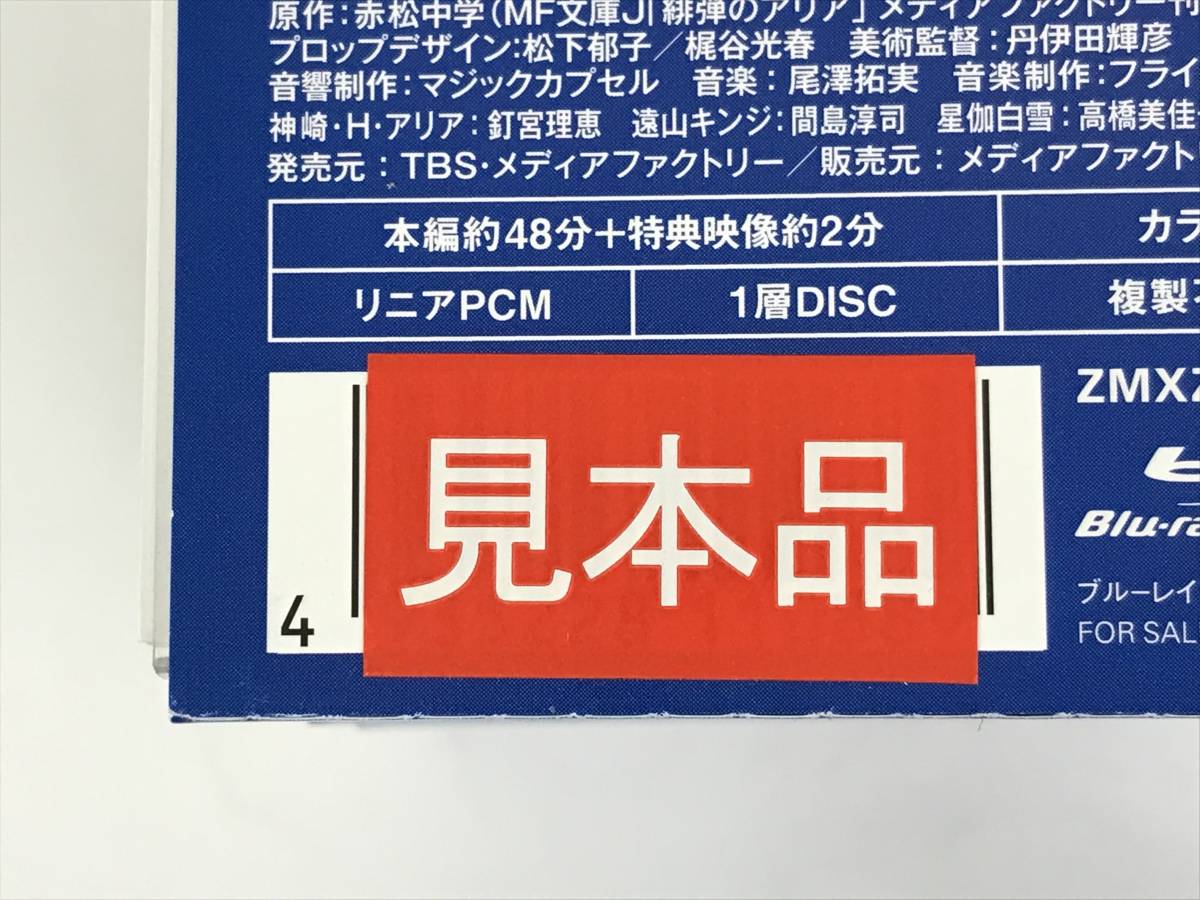 原作：赤松中学（MF文庫J「緋弾のアリア」メディアファクトリー刊
プロップデザイン：松下郁子／梶谷光春　美術監督：丹伊田輝彦
音響制作：マジックカプセル　音楽：尾澤拓実　音楽制作：フライ
神崎・H・アリア：釘宮理恵　遠山キンジ：間島淳司　星伽白雪：高橋美佳
発売元：TBS・メディアファクトリー／販売元：メディアファクト
本編約48分＋特典映像約2分
カラ
リニアPCM
1層DISC
複製
ZMXZ
見本品
4
Blu-ra
ブルーレイ
FOR SAL